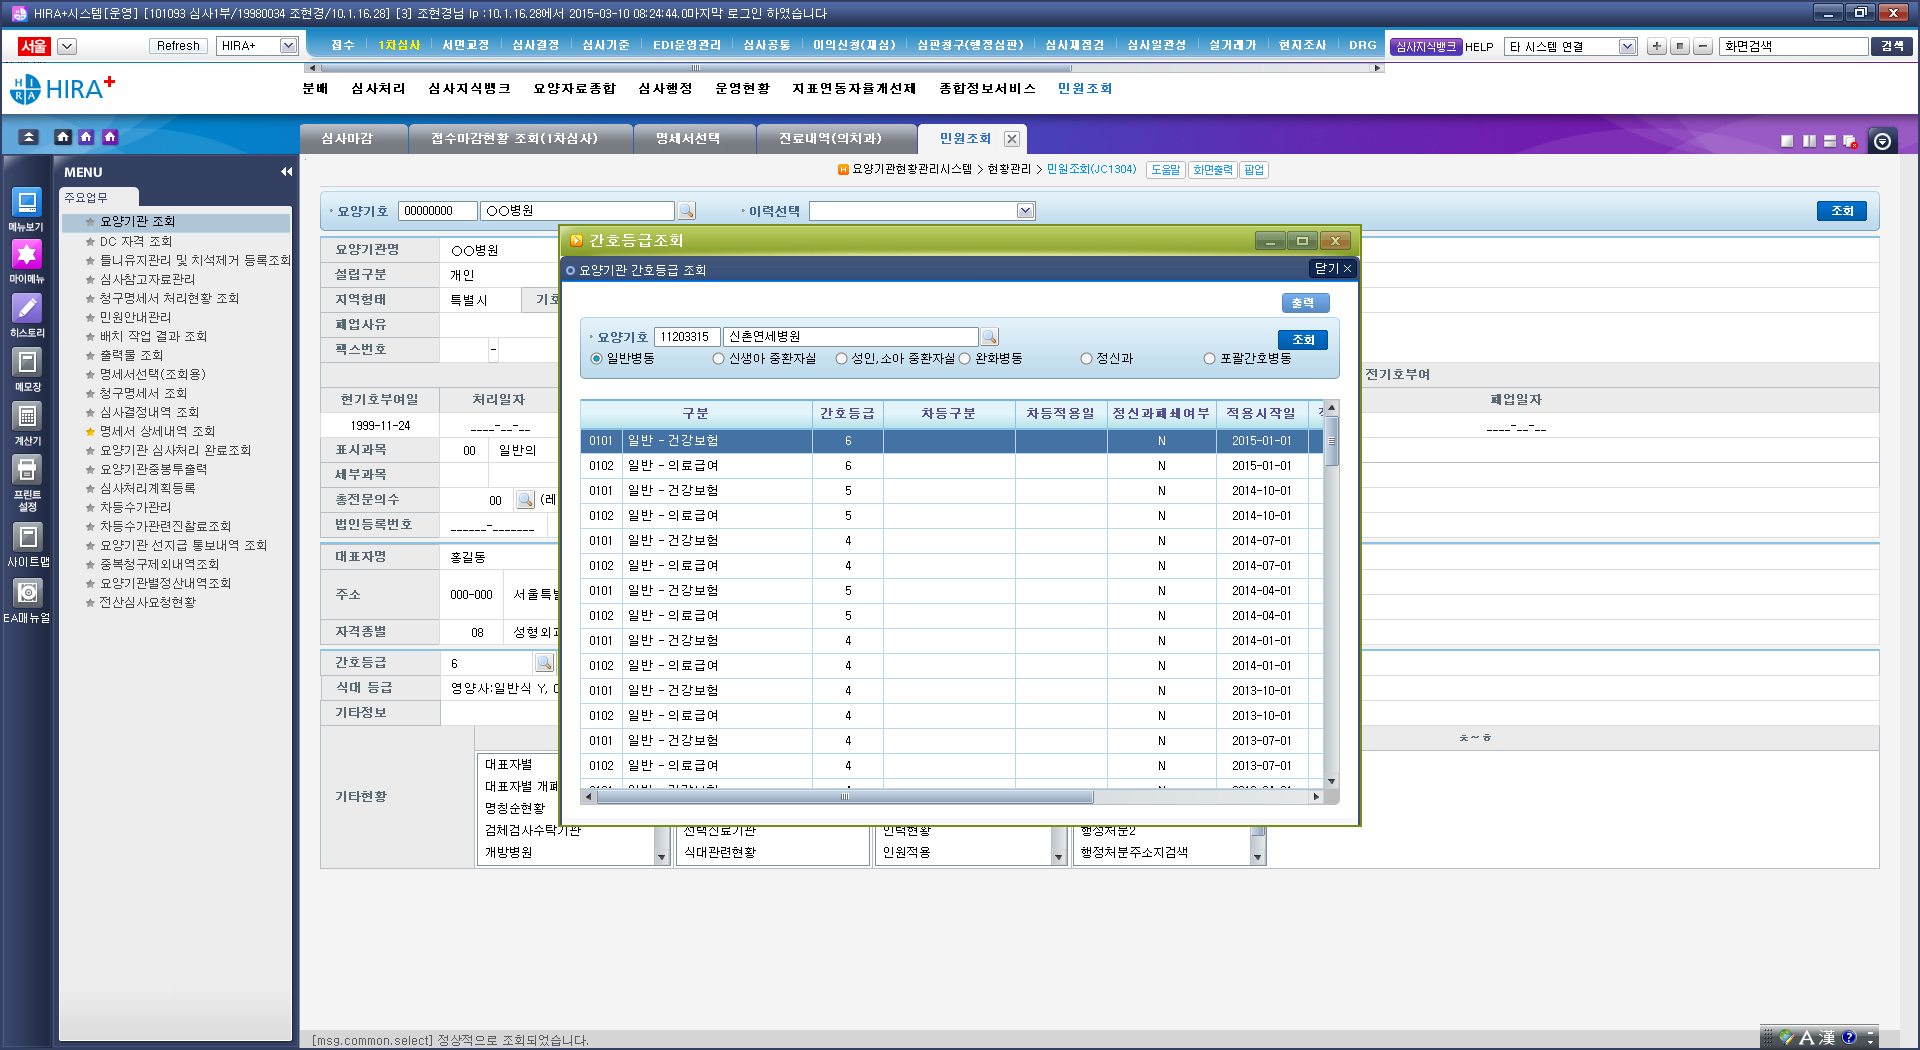 HIRA+시스템[운영] [101093 심사1부/19980034 조현경/10.1.16.28] [3] 조현경님 Ip :10.1.16.28에서 2015-03-10 08:24:44.0마지막 로그인 하였습니다
서울 Refresh HIRA+ 접수 1차심사 서면교정 심사결정 심사기준 EDI운영관리 심사공통 이의신청(재심) 심판청구(행정심판) 심사재점검 심사일관성 실거래가 현지조사 DRG 심사지식뱅크 HELP 타 시스템 연결 화면검색 검색
HIRA+ 분배 심사처리 심사지식뱅크 요양자료종합 심사행정 운영현황 지표연동자율개선제 종합정보서비스 민원조회
심사마감 접수마감현황 조회(1차심사) 명세서선택 진료내역(의치과) 민원조회
요양기관현황관리시스템 > 현황관리 > 민원조회(JC1304) 도움말 화면출력 팝업
MENU
주요업무
요양기관 조회
DC 자격 조회
틀니유지관리 및 치석제거 등록조회
심사참고자료관리
청구명세서 처리현황 조회
민원안내관리
배치 작업 결과 조회
출력물 조회
명세서선택(조회용)
청구명세서 조회
심사결정내역 조회
명세서 상세내역 조회
요양기관 심사처리 완료조회
요양기관중봉투출력
심사처리계획등록
차등수가관리
차등수가관련진찰료조회
요양기관 선지급 통보내역 조회
중복청구제외내역조회
요양기관별정산내역조회
전산심사요청현황
메뉴보기
마이메뉴
히스토리
메모장
계산기
프린트
설정
사이트맵
EA매뉴얼
요양기호 00000000 ○○병원 이력선택 조회
요양기관명 ○○병원
설립구분 개인
지역형태 특별시 기호
폐업사유
팩스번호 -
전기호부여
현기호부여일 처리일자 폐업일자
1999-11-24 ____-__-__ ____-__-__
표시과목 00 일반의
세부과목
총전문의수 00 (레
법인등록번호 ______-_______
대표자명 홍길동
주소 000-000 서울특별
자격종별 08 성형외과
간호등급 6
식대 등급 영양사:일반식 Y,
기타정보
ㅊ~ㅎ
기타현황
대표자별
대표자별 개폐
명칭순현황
검체검사수탁기관 선택진료기관 인력현황 행정처분2
개방병원 식대관련현황 인원적용 행정처분주소지검색
간호등급조회
요양기관 간호등급 조회 닫기 ×
출력
요양기호 11203315 신촌연세병원 조회
일반병동 신생아 중환자실 성인,소아 중환자실 완화병동 정신과 포괄간호병동
구분 간호등급 차등구분 차등적용일 정신과폐쇄여부 적용시작일
0101 일반 - 건강보험 6 N 2015-01-01
0102 일반 - 의료급여 6 N 2015-01-01
0101 일반 - 건강보험 5 N 2014-10-01
0102 일반 - 의료급여 5 N 2014-10-01
0101 일반 - 건강보험 4 N 2014-07-01
0102 일반 - 의료급여 4 N 2014-07-01
0101 일반 - 건강보험 5 N 2014-04-01
0102 일반 - 의료급여 5 N 2014-04-01
0101 일반 - 건강보험 4 N 2014-01-01
0102 일반 - 의료급여 4 N 2014-01-01
0101 일반 - 건강보험 4 N 2013-10-01
0102 일반 - 의료급여 4 N 2013-10-01
0101 일반 - 건강보험 4 N 2013-07-01
0102 일반 - 의료급여 4 N 2013-07-01
[msg.common.select] 정상적으로 조회되었습니다.
A 漢